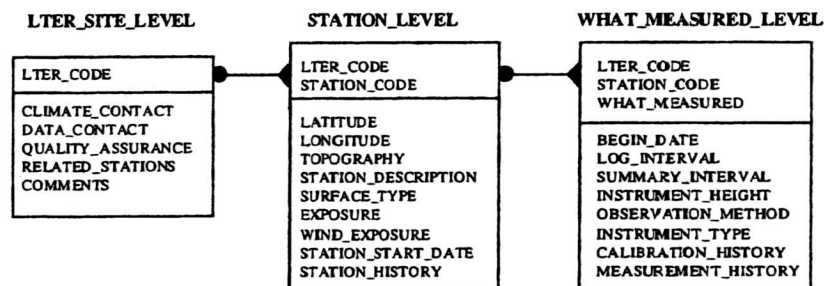 LTER_SITE_LEVEL
LTER_CODE
CLIMATE_CONTACT
DATA_CONTACT
QUALITY_ASSURANCE
RELATED_STATIONS
COMMENTS
STATION_LEVEL
LTER_CODE
STATION_CODE
LATITUDE
LONGITUDE
TOPOGRAPHY
STATION_DESCRIPTION
SURFACE_TYPE
EXPOSURE
WIND_EXPOSURE
STATION_START_DATE
STATION_HISTORY
WHAT_MEASURED_LEVEL
LTER_CODE
STATION_CODE
WHAT_MEASURED
BEGIN_DATE
LOG_INTERVAL
SUMMARY_INTERVAL
INSTRUMENT_HEIGHT
OBSERVATION_METHOD
INSTRUMENT_TYPE
CALIBRATION_HISTORY
MEASUREMENT_HISTORY